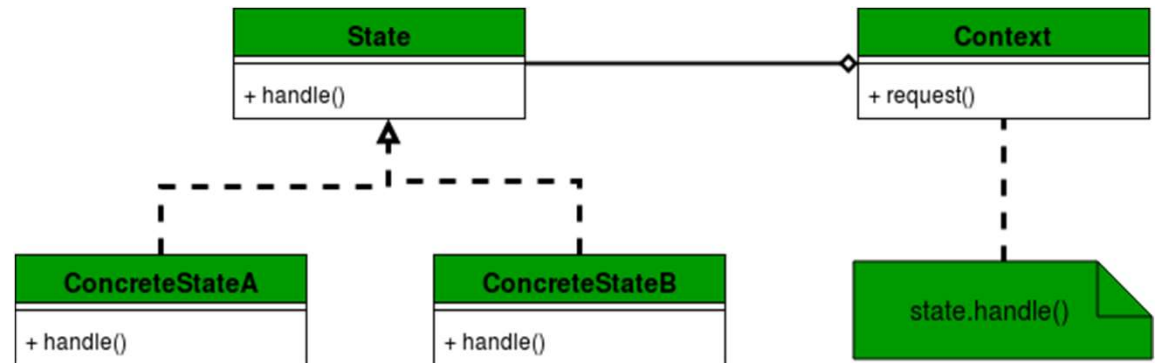 State
+ handle()
Context
+ request()
ConcreteStateA
+ handle()
ConcreteStateB
+ handle()
state.handle()